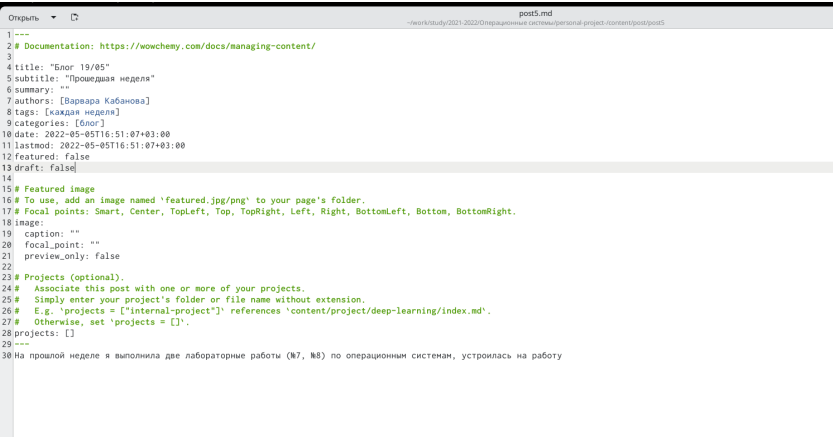 Открыть
post5.md
~/work/study/2021-2022/Операционные системы/personal-project-/content/post/post5
1 ---
2 # Documentation: https://wowchemy.com/docs/managing-content/
3
4 title: "Блог 19/05"
5 subtitle: "Прошедшая неделя"
6 summary: ""
7 authors: [Варвара Кабанова]
8 tags: [каждая неделя]
9 categories: [блог]
10 date: 2022-05-05T16:51:07+03:00
11 lastmod: 2022-05-05T16:51:07+03:00
12 featured: false
13 draft: false
14
15 # Featured image
16 # To use, add an image named `featured.jpg/png` to your page's folder.
17 # Focal points: Smart, Center, TopLeft, Top, TopRight, Left, Right, BottomLeft, Bottom, BottomRight.
18 image:
19   caption: ""
20   focal_point: ""
21   preview_only: false
22
23 # Projects (optional).
24 #   Associate this post with one or more of your projects.
25 #   Simply enter your project's folder or file name without extension.
26 #   E.g. `projects = ["internal-project"]` references `content/project/deep-learning/index.md`.
27 #   Otherwise, set `projects = []`.
28 projects: []
29 ---
30 На прошлой неделе я выполнила две лабораторные работы (№7, №8) по операционным системам, устроилась на работу